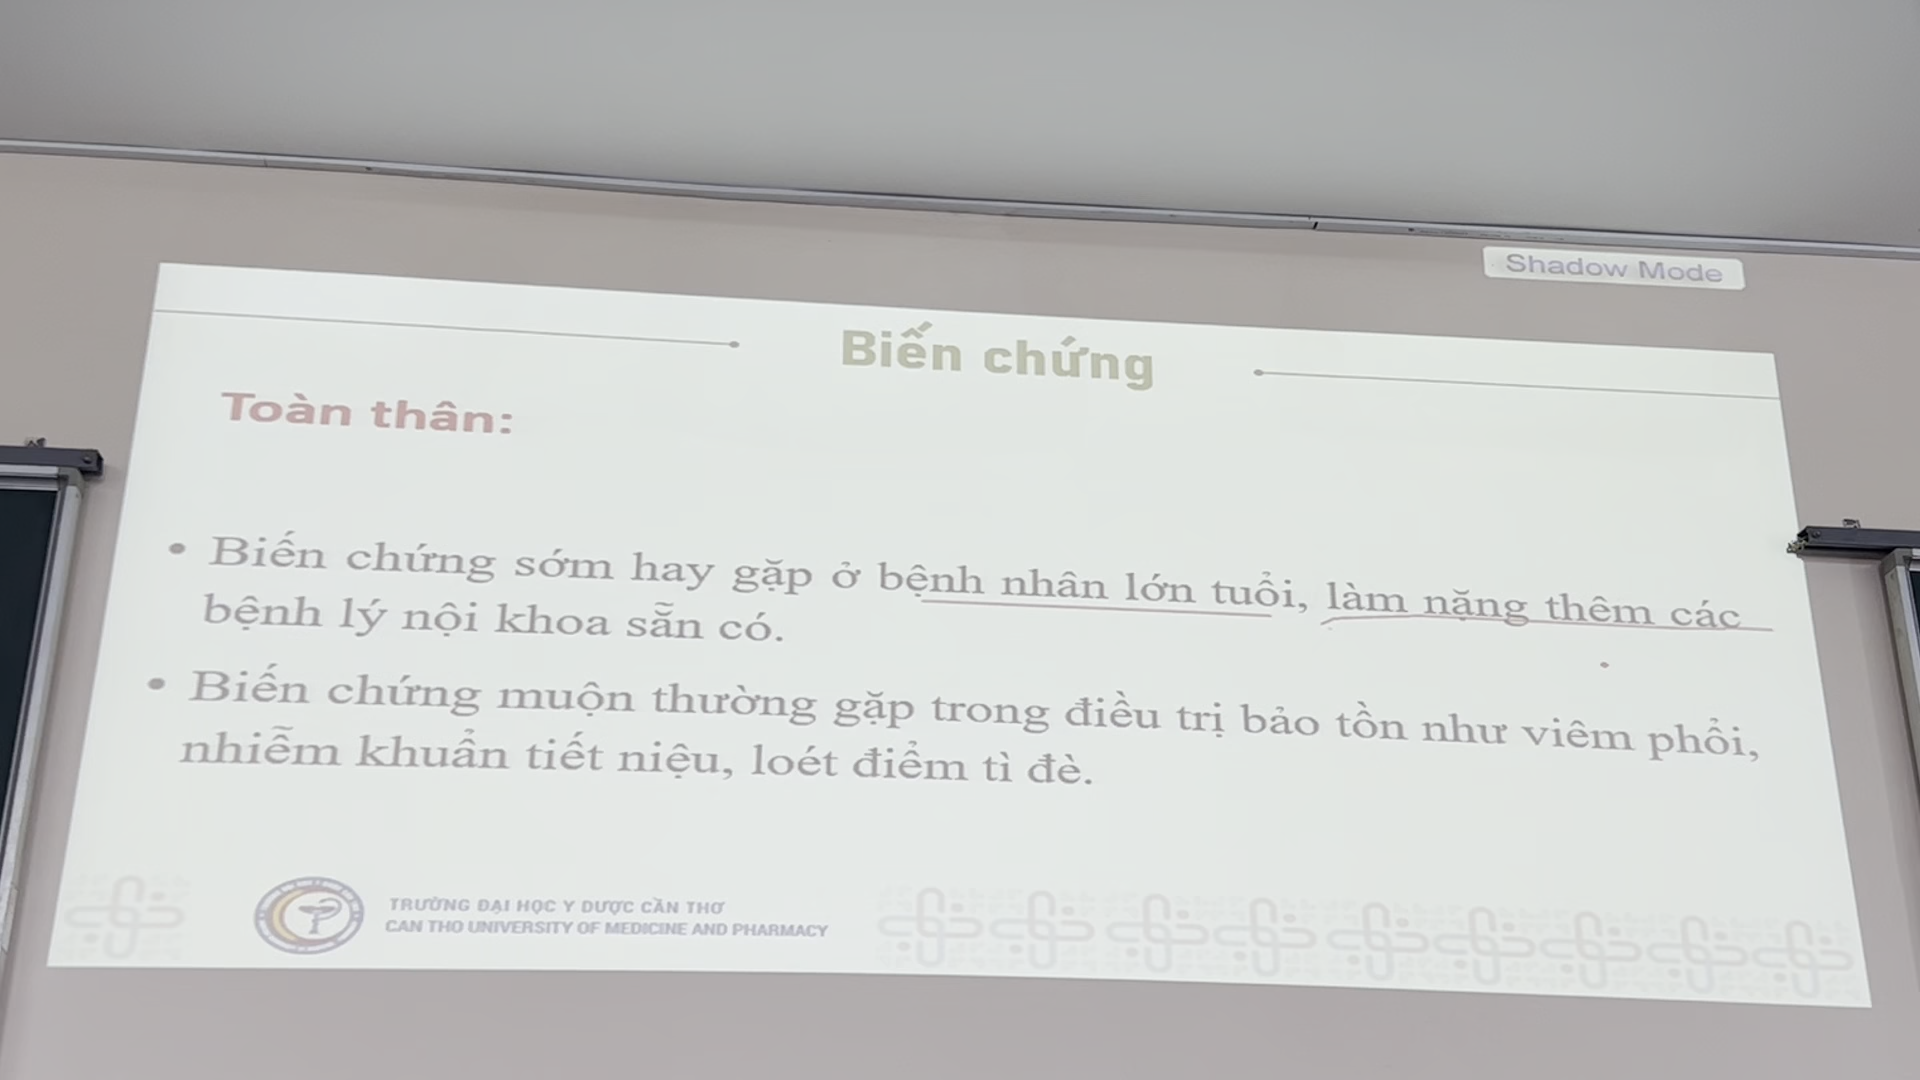 Shadow Mode
Biến chứng
Toàn thân:
• Biến chứng sớm hay gặp ở bệnh nhân lớn tuổi, làm nặng thêm các
bệnh lý nội khoa sẵn có.
• Biến chứng muộn thường gặp trong điều trị bảo tồn như viêm phổi,
nhiễm khuẩn tiết niệu, loét điểm tì đè.
TRƯỜNG ĐẠI HỌC Y DƯỢC CẦN THƠ
CAN THO UNIVERSITY OF MEDICINE AND PHARMACY